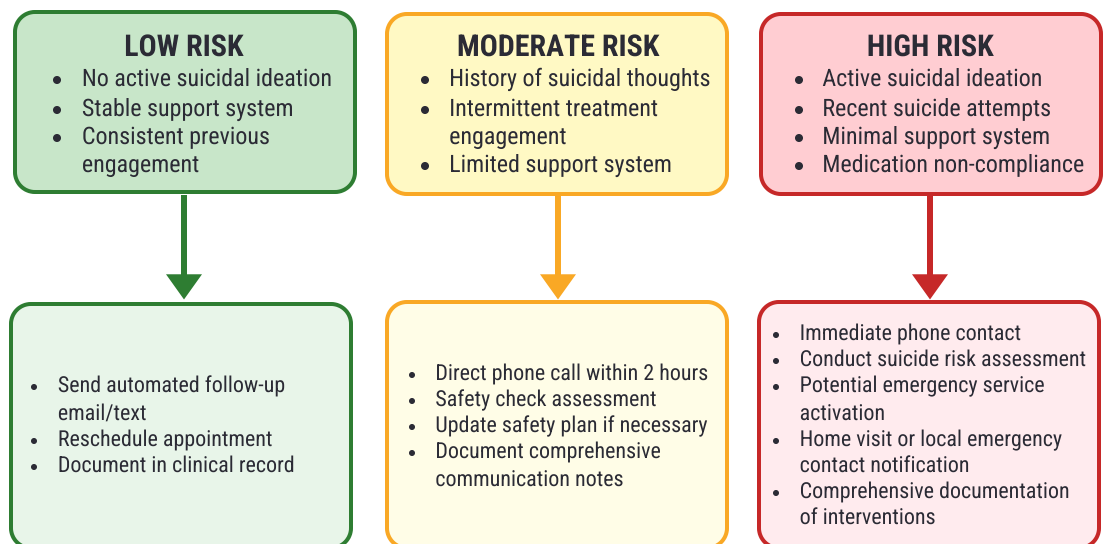 LOW RISK
• No active suicidal ideation
• Stable support system
• Consistent previous
engagement
MODERATE RISK
• History of suicidal thoughts
• Intermittent treatment
engagement
• Limited support system
HIGH RISK
• Active suicidal ideation
• Recent suicide attempts
• Minimal support system
• Medication non-compliance
• Send automated follow-up
email/text
• Reschedule appointment
• Document in clinical record
• Direct phone call within 2 hours
• Safety check assessment
• Update safety plan if necessary
• Document comprehensive
communication notes
• Immediate phone contact
• Conduct suicide risk assessment
• Potential emergency service
activation
• Home visit or local emergency
contact notification
• Comprehensive documentation
of interventions